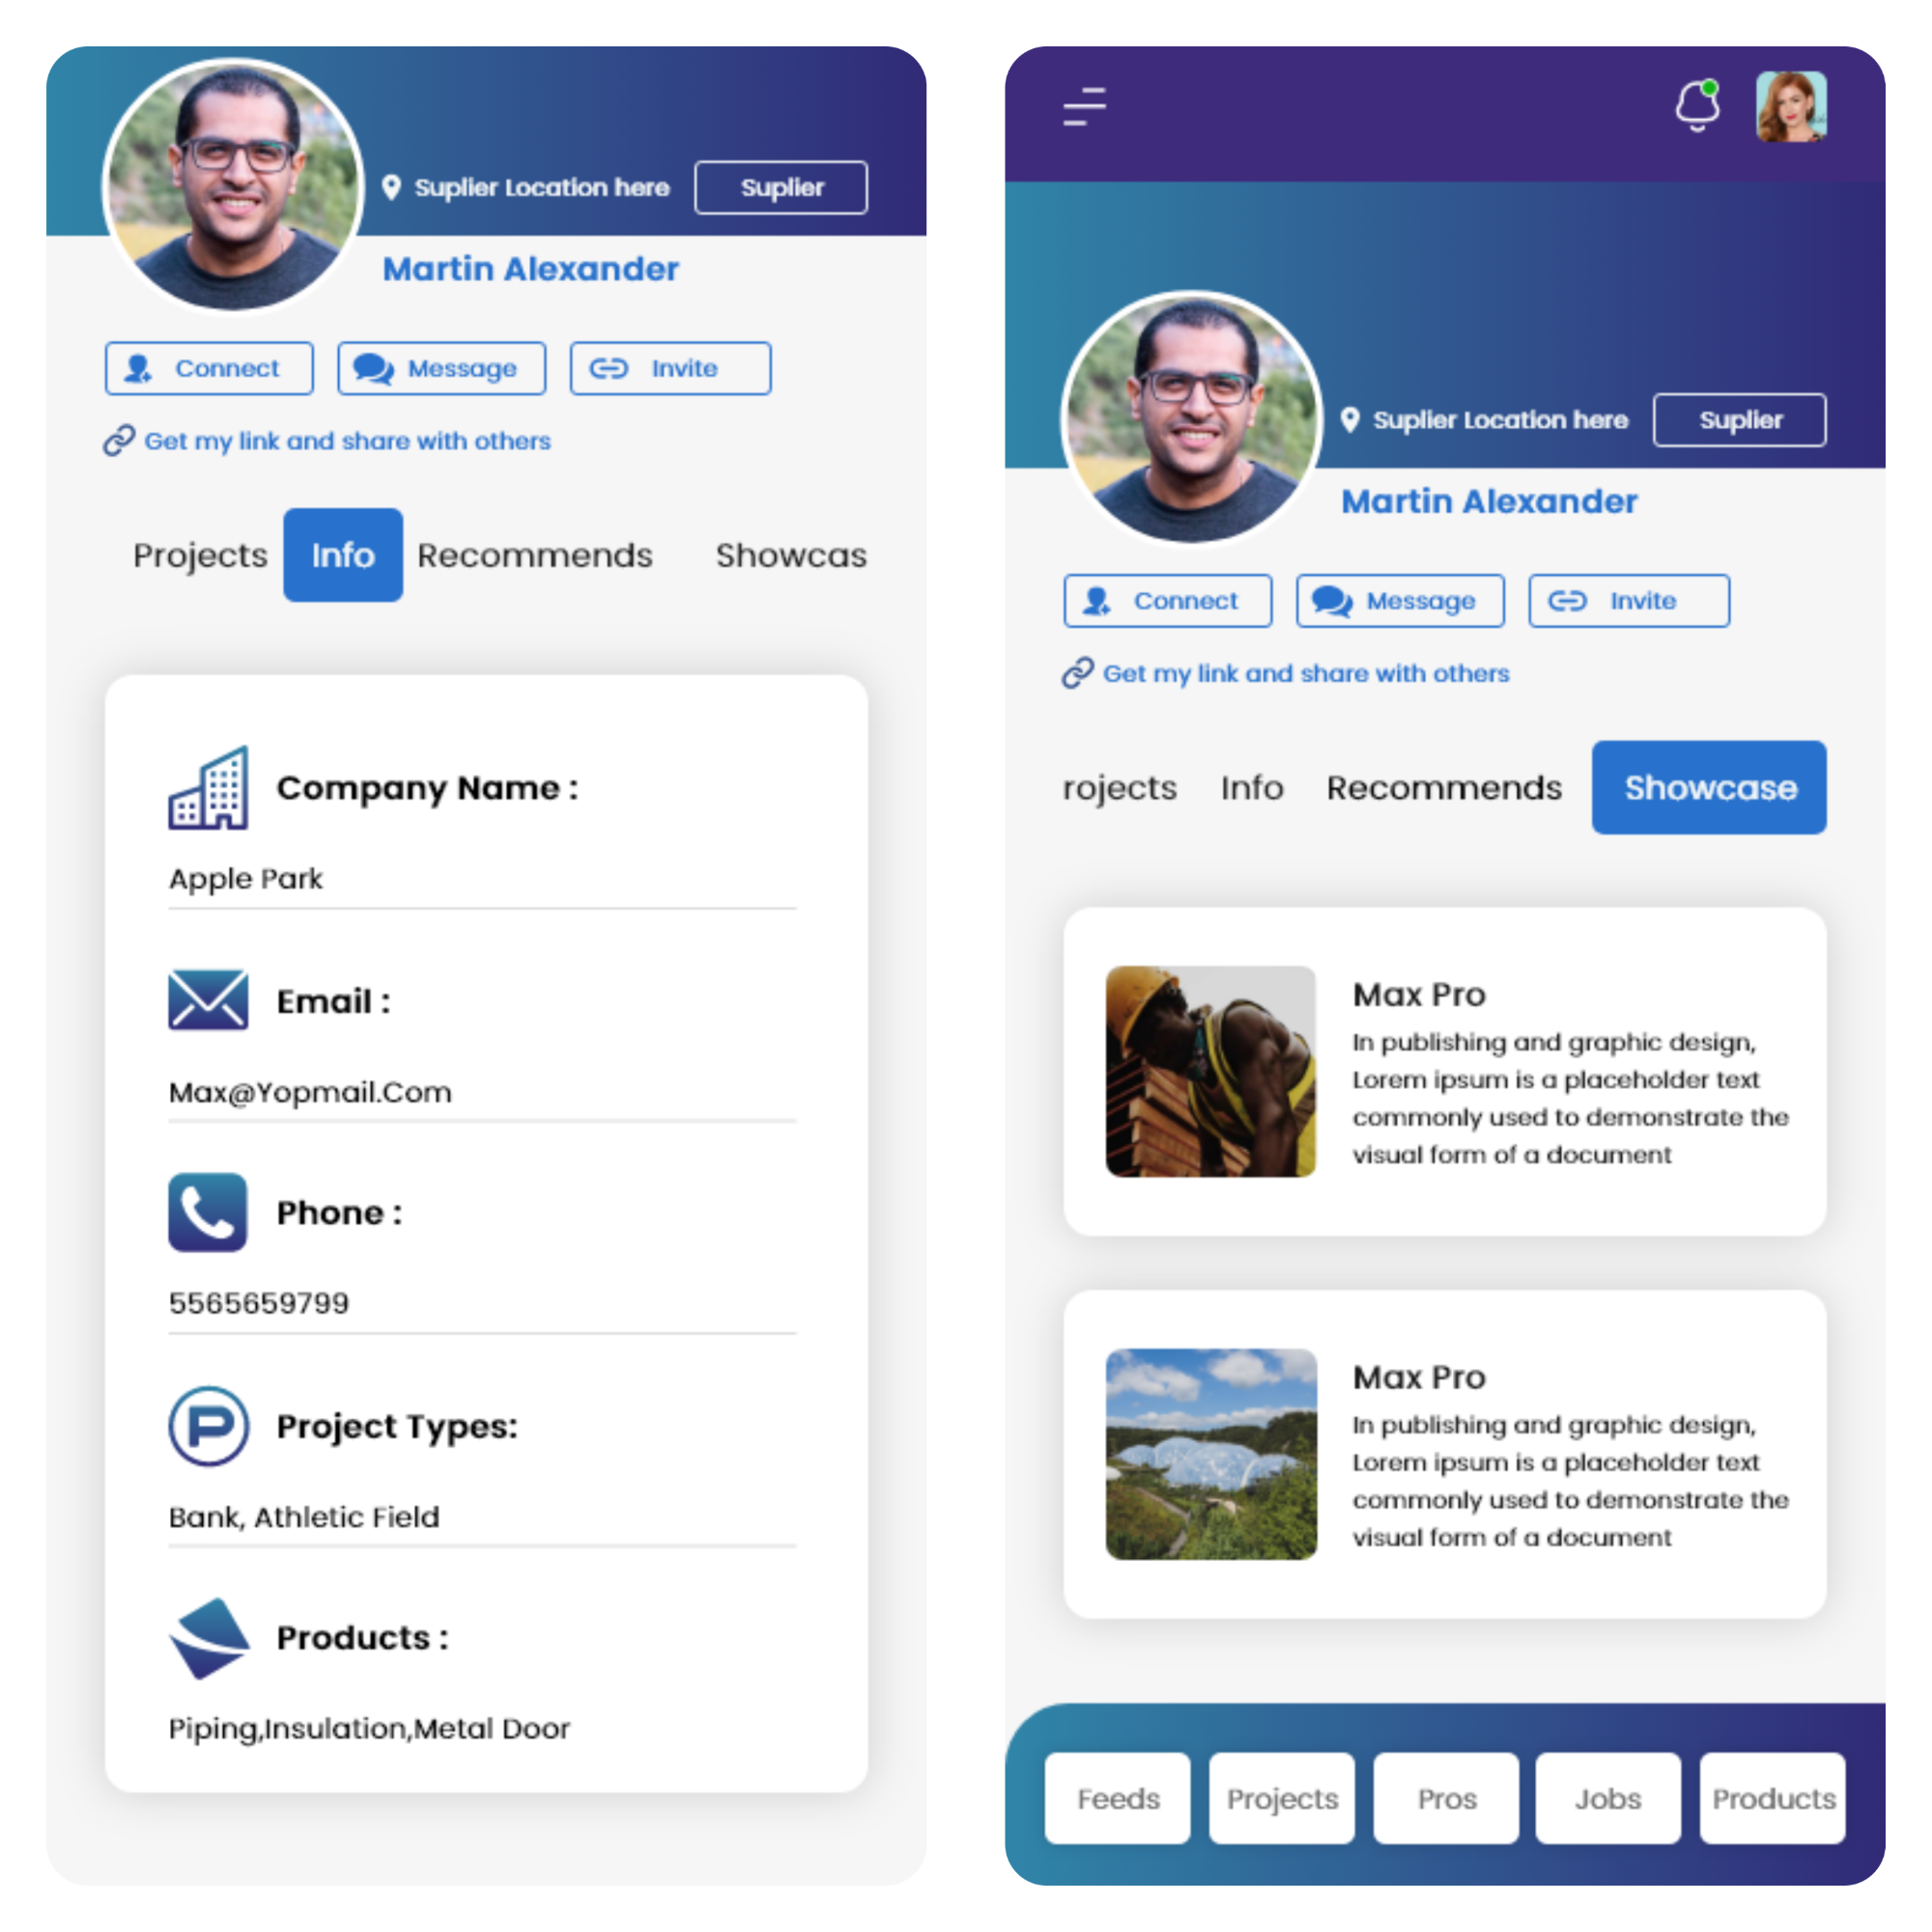 Suplier Location here
Suplier
Martin Alexander
Connect
Message
Invite
Get my link and share with others
Projects
Info
Recommends
Showcas
Company Name :
Apple Park
Email :
Max@Yopmail.Com
Phone :
5565659799
Project Types:
Bank, Athletic Field
Products :
Piping,Insulation,Metal Door
Suplier Location here
Suplier
Martin Alexander
Connect
Message
Invite
Get my link and share with others
rojects
Info
Recommends
Showcase
Max Pro
In publishing and graphic design,
Lorem ipsum is a placeholder text
commonly used to demonstrate the
visual form of a document
Max Pro
In publishing and graphic design,
Lorem ipsum is a placeholder text
commonly used to demonstrate the
visual form of a document
Feeds
Projects
Pros
Jobs
Products